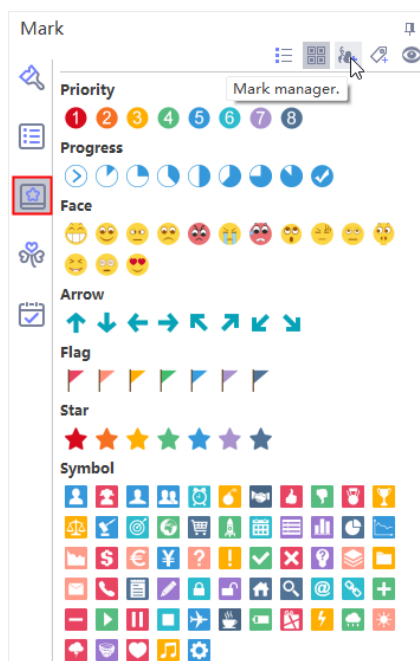 Mark
Mark manager.
Priority
1 2 3 4 5 6 7 8
Progress
Face
Arrow
Flag
Star
Symbol